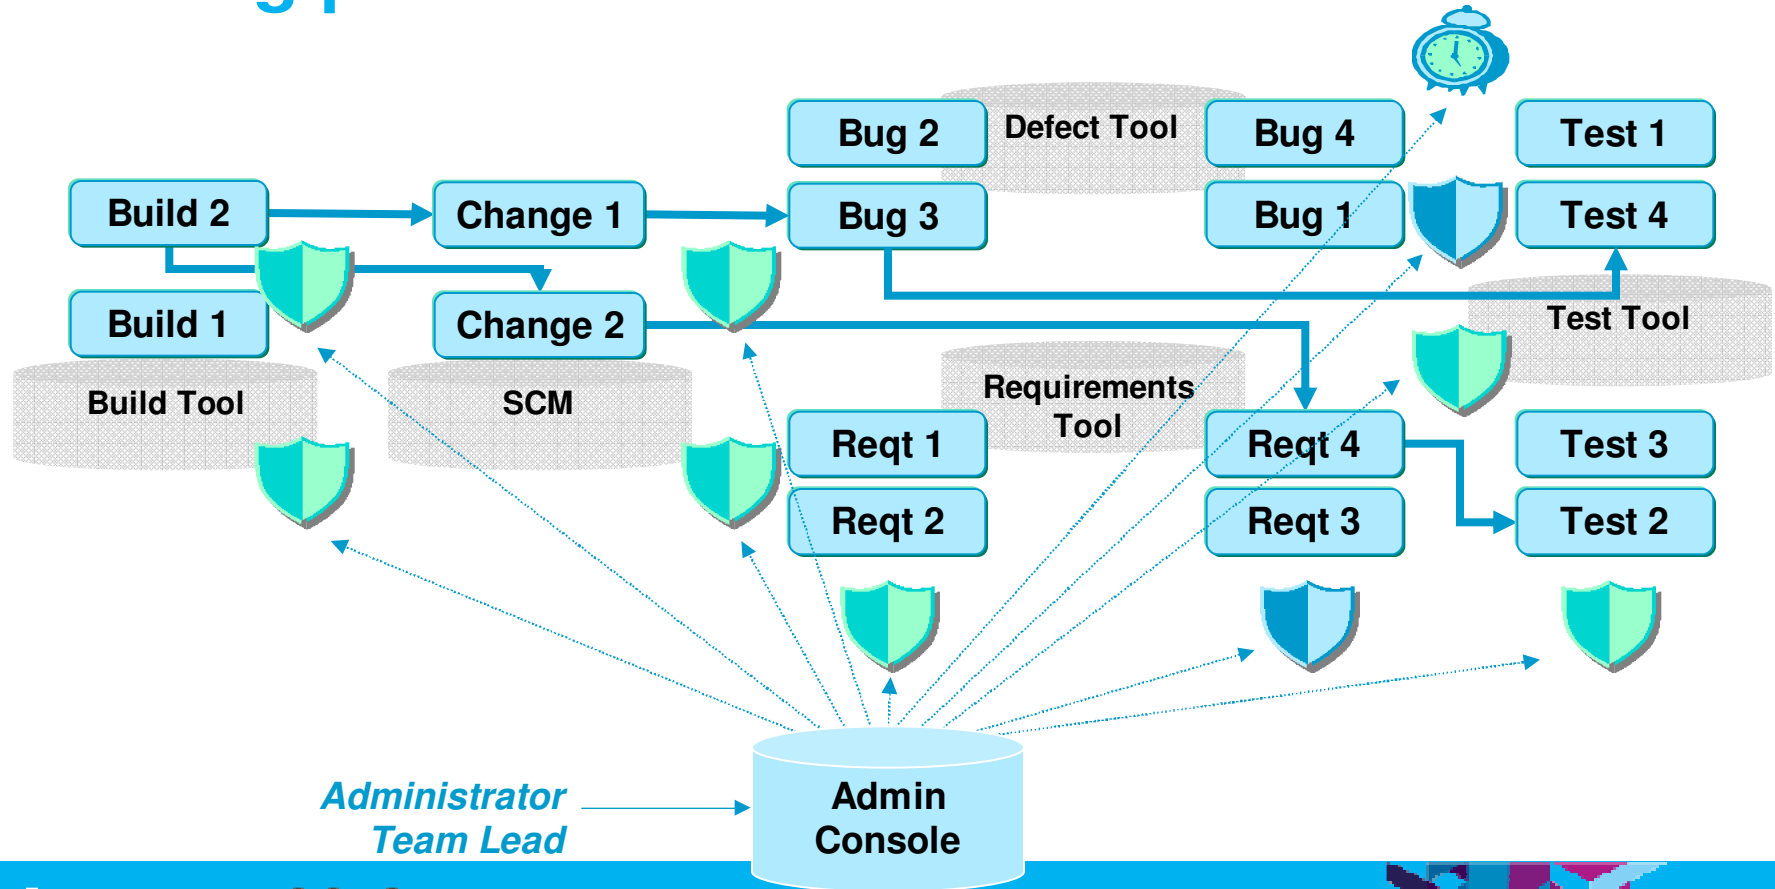 Bug 2
Defect Tool
Bug 4
Test 1
Build 2
Change 1
Bug 3
Bug 1
Test 4
Build 1
Change 2
Test Tool
Build Tool
SCM
Requirements
Tool
Reqt 1
Reqt 4
Test 3
Reqt 2
Reqt 3
Test 2
Administrator
Team Lead
Admin
Console